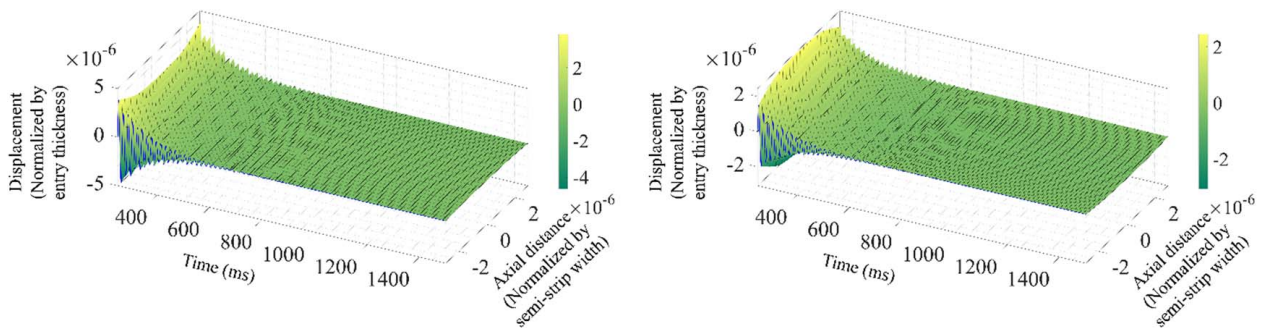 ×10⁻⁶
Displacement
(Normalized by
entry thickness)
5
0
-5
400
600
800
1000
1200
1400
Time (ms)
-2
0
2
×10⁻⁶
Axial distance
(Normalized by
semi-strip width)
2
0
-2
-4
×10⁻⁶
Displacement
(Normalized by
entry thickness)
2
0
-2
400
600
800
1000
1200
1400
Time (ms)
-2
0
2
×10⁻⁶
Axial distance
(Normalized by
semi-strip width)
2
0
-2